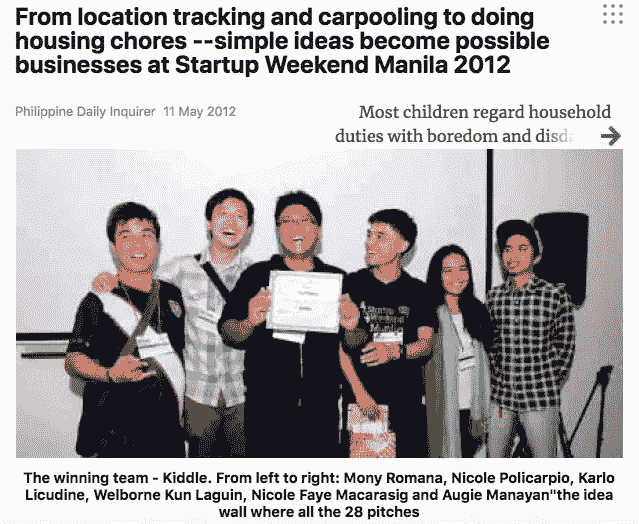 From location tracking and carpooling to doing
housing chores --simple ideas become possible
businesses at Startup Weekend Manila 2012
Philippine Daily Inquirer 11 May 2012
Most children regard household
duties with boredom and disda
The winning team - Kiddle. From left to right: Mony Romana, Nicole Policarpio, Karlo
Licudine, Welborne Kun Laguin, Nicole Faye Macarasig and Augie Manayan"the idea
wall where all the 28 pitches